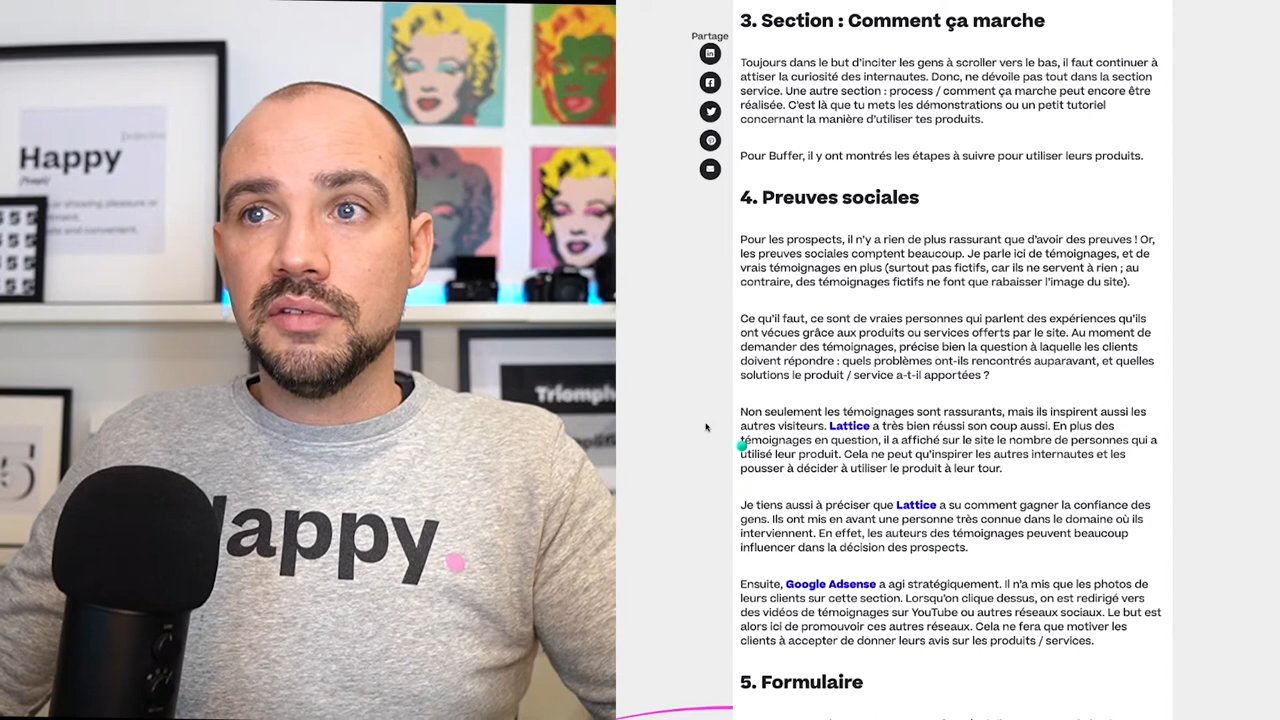 Happy
Happy.
Triomph
Partage
3. Section : Comment ça marche
Toujours dans le but d'inciter les gens à scroller vers le bas, il faut continuer à
attiser la curiosité des internautes. Donc, ne dévoile pas tout dans la section
service. Une autre section : process / comment ça marche peut encore être
réalisée. C'est là que tu mets les démonstrations ou un petit tutoriel
concernant la manière d'utiliser tes produits.
Pour Buffer, il y ont montrés les étapes à suivre pour utiliser leurs produits.
4. Preuves sociales
Pour les prospects, il n'y a rien de plus rassurant que d'avoir des preuves ! Or,
les preuves sociales comptent beaucoup. Je parle ici de témoignages, et de
vrais témoignages en plus (surtout pas fictifs, car ils ne servent à rien ; au
contraire, des témoignages fictifs ne font que rabaisser l'image du site).
Ce qu'il faut, ce sont de vraies personnes qui parlent des expériences qu'ils
ont vécues grâce aux produits ou services offerts par le site. Au moment de
demander des témoignages, précise bien la question à laquelle les clients
doivent répondre : quels problèmes ont-ils rencontrés auparavant, et quelles
solutions le produit / service a-t-il apportées ?
Non seulement les témoignages sont rassurants, mais ils inspirent aussi les
autres visiteurs. Lattice a très bien réussi son coup aussi. En plus des
témoignages en question, il a affiché sur le site le nombre de personnes qui a
utilisé leur produit. Cela ne peut qu'inspirer les autres internautes et les
pousser à décider à utiliser le produit à leur tour.
Je tiens aussi à préciser que Lattice a su comment gagner la confiance des
gens. Ils ont mis en avant une personne très connue dans le domaine où ils
interviennent. En effet, les auteurs des témoignages peuvent beaucoup
influencer dans la décision des prospects.
Ensuite, Google Adsense a agi stratégiquement. Il n'a mis que les photos de
leurs clients sur cette section. Lorsqu'on clique dessus, on est redirigé vers
des vidéos de témoignages sur YouTube ou autres réseaux sociaux. Le but est
alors ici de promouvoir ces autres réseaux. Cela ne fera que motiver les
clients à accepter de donner leurs avis sur les produits / services.
5. Formulaire